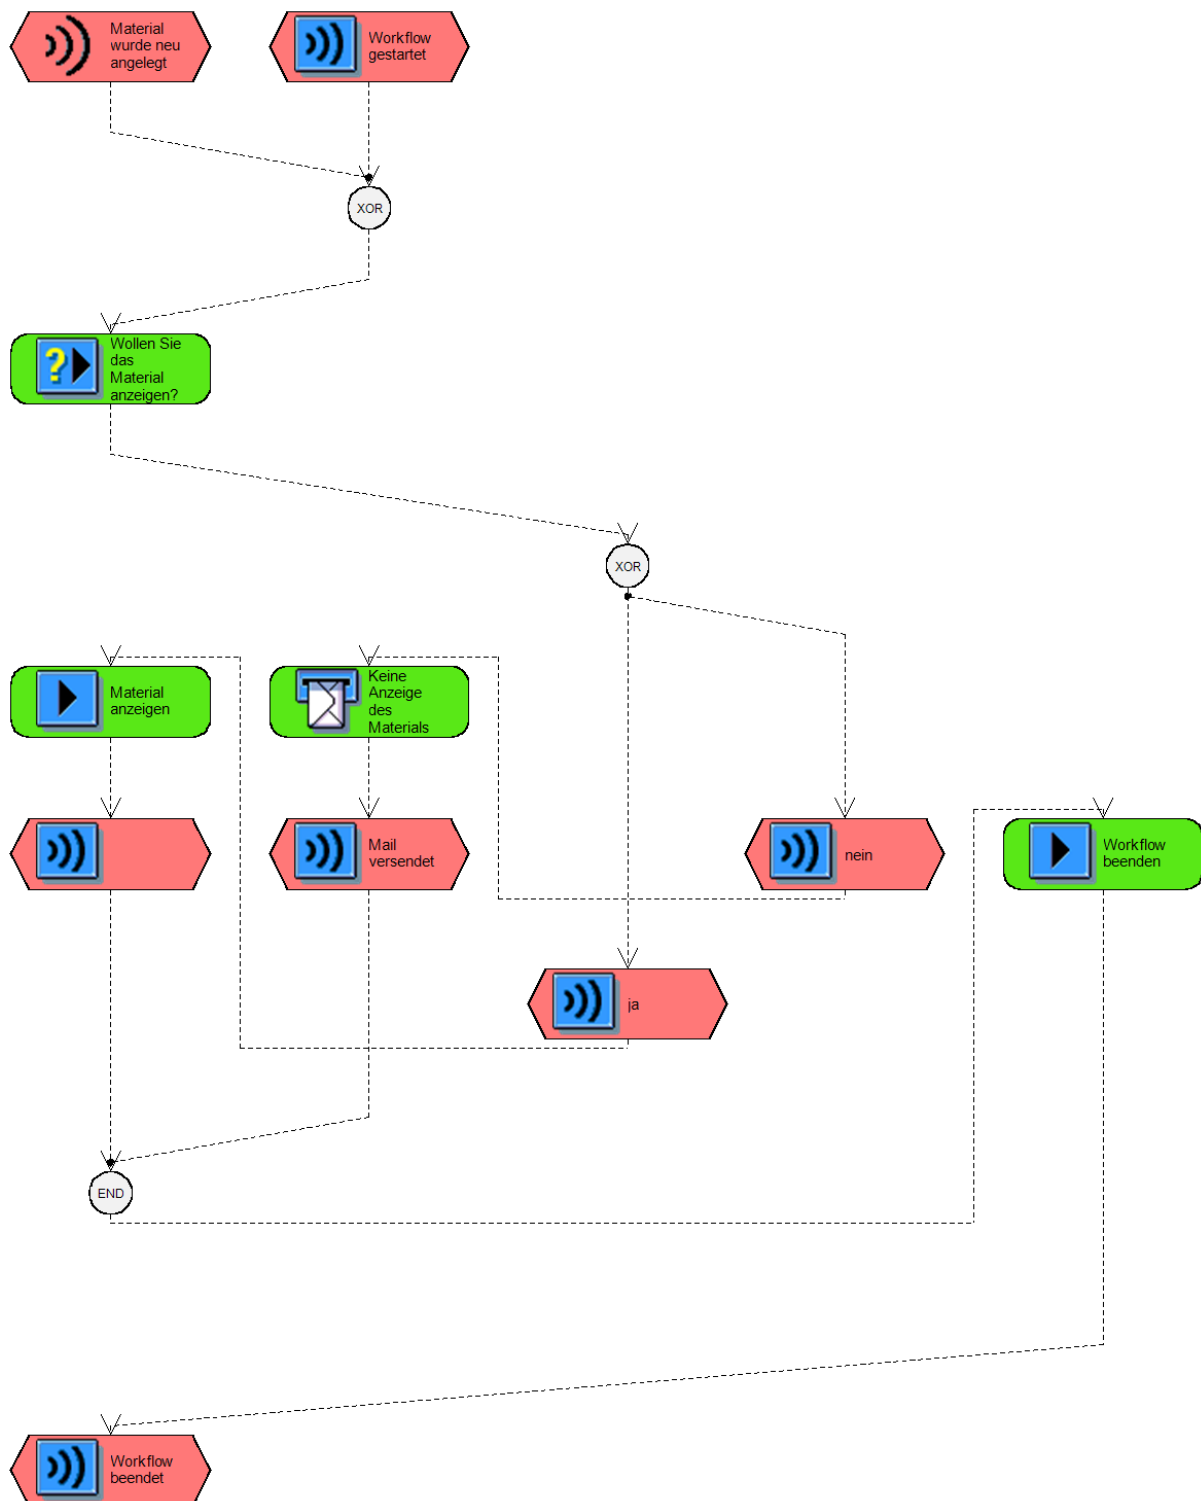 Material
wurde neu
angelegt
Workflow
gestartet
XOR
?
Wollen Sie
das
Material
anzeigen?
XOR
Material
anzeigen
Keine
Anzeige
des
Materials
Mail
versendet
nein
Workflow
beenden
ja
END
Workflow
beendet